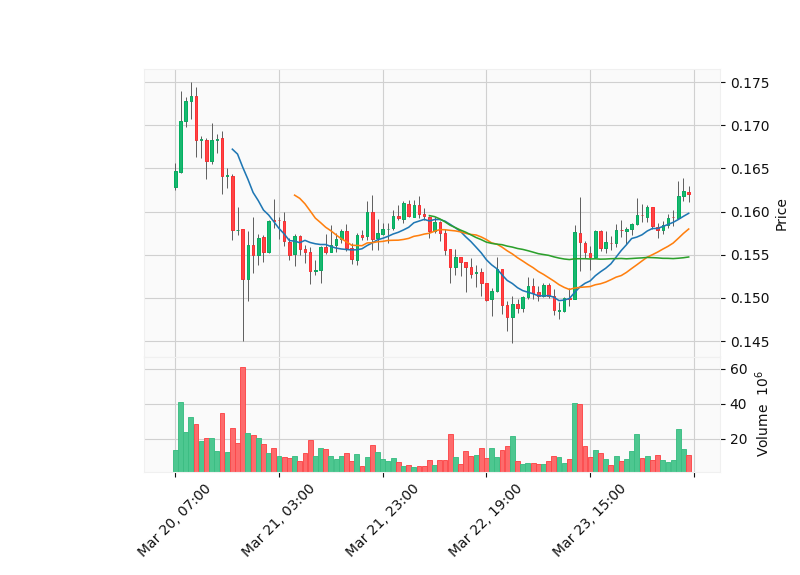 0.175
0.170
0.165
0.160
0.155
0.150
0.145
Price
60
40
20
Volume 10⁶
Mar 20, 07:00
Mar 21, 03:00
Mar 21, 23:00
Mar 22, 19:00
Mar 23, 15:00